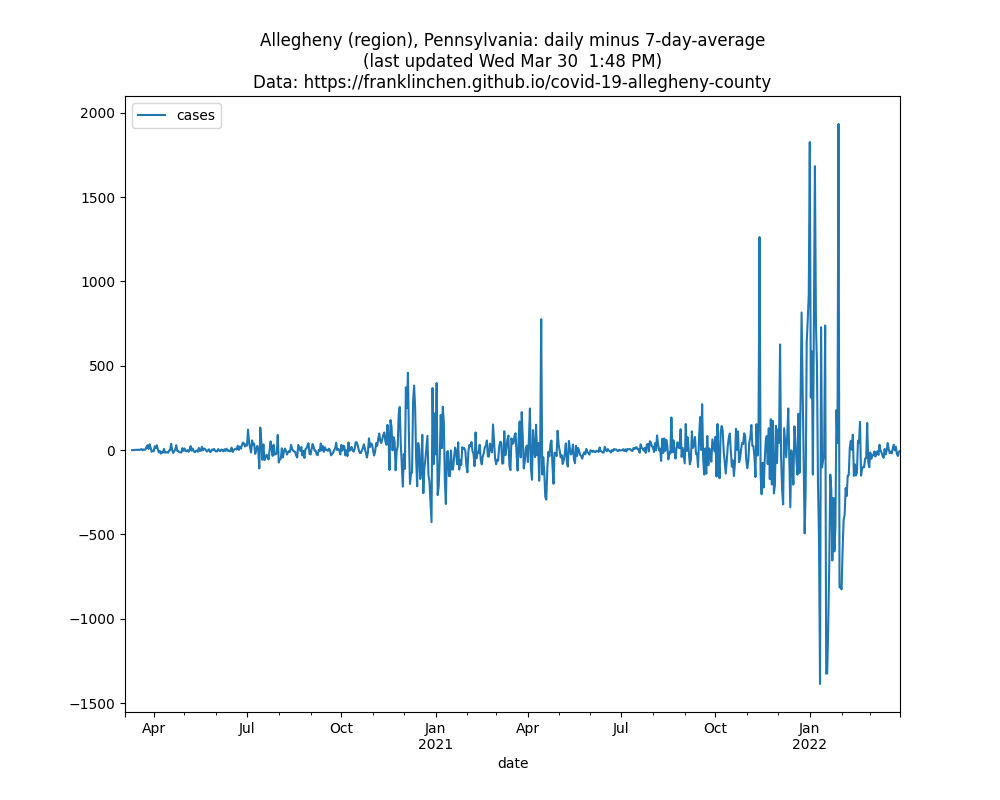 Allegheny (region), Pennsylvania: daily minus 7-day-average
(last updated Wed Mar 30  1:48 PM)
Data: https://franklinchen.github.io/covid-19-allegheny-county
cases
2000
1500
1000
500
0
−500
−1000
−1500
Apr
Jul
Oct
Jan
2021
Apr
Jul
Oct
Jan
2022
date